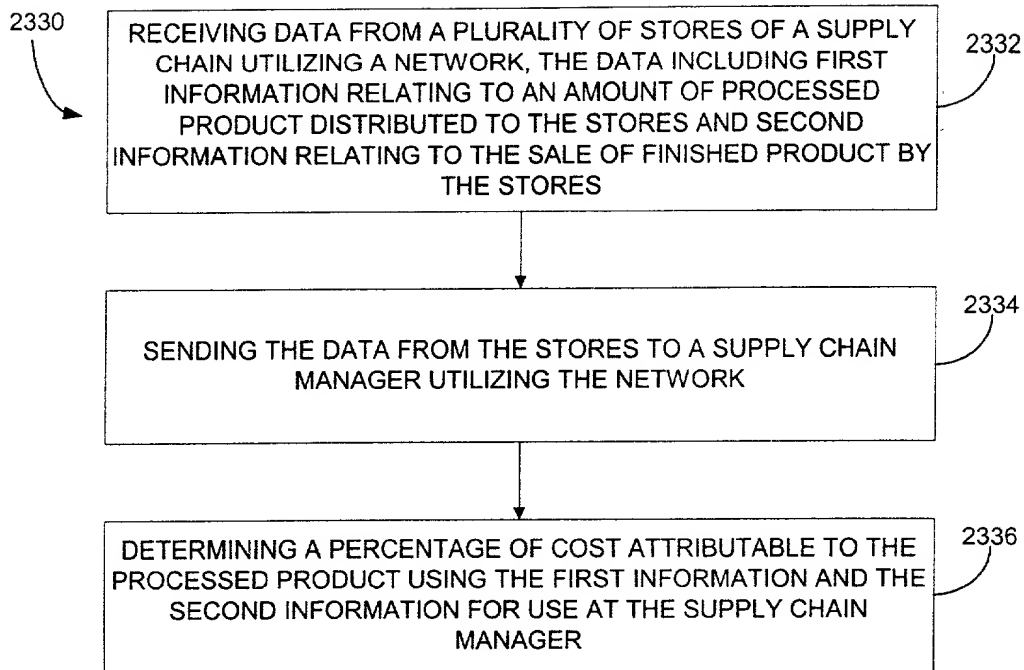 2330
RECEIVING DATA FROM A PLURALITY OF STORES OF A SUPPLY
CHAIN UTILIZING A NETWORK, THE DATA INCLUDING FIRST
INFORMATION RELATING TO AN AMOUNT OF PROCESSED
PRODUCT DISTRIBUTED TO THE STORES AND SECOND
INFORMATION RELATING TO THE SALE OF FINISHED PRODUCT BY
THE STORES
2332
SENDING THE DATA FROM THE STORES TO A SUPPLY CHAIN
MANAGER UTILIZING THE NETWORK
2334
DETERMINING A PERCENTAGE OF COST ATTRIBUTABLE TO THE
PROCESSED PRODUCT USING THE FIRST INFORMATION AND THE
SECOND INFORMATION FOR USE AT THE SUPPLY CHAIN
MANAGER
2336